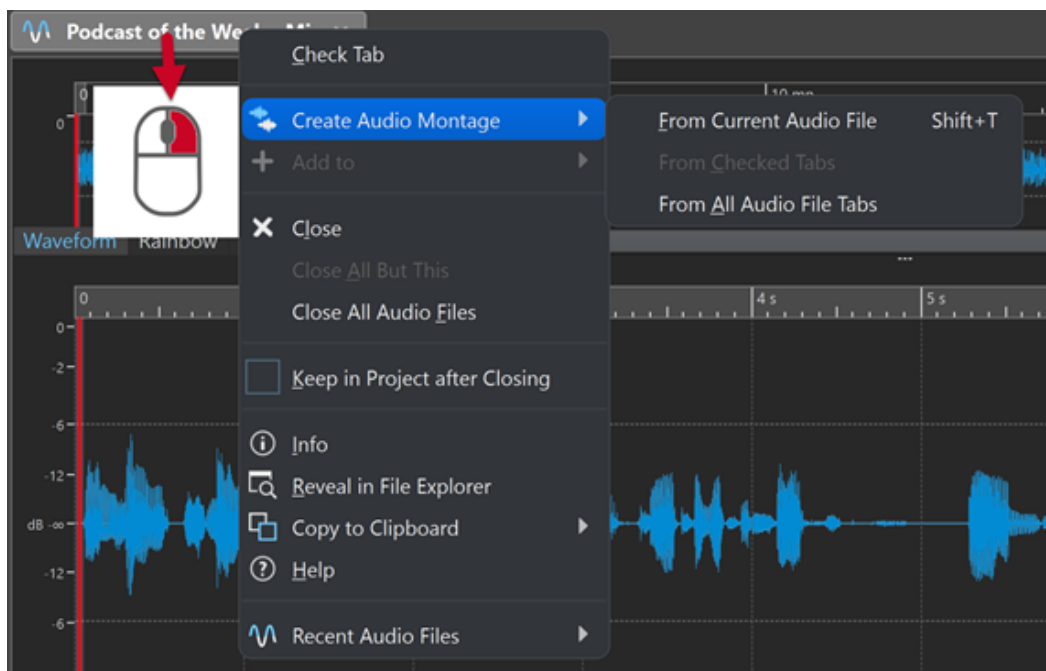 Podcast of the We
Check Tab
0
0
Create Audio Montage
From Current Audio File Shift+T
Add to
From Checked Tabs
From All Audio File Tabs
Close
Waveform Rainbow
Close All But This
0 4 s 5 s
Close All Audio Files
0
-2
Keep in Project after Closing
-6
Info
-12
Reveal in File Explorer
dB -∞
Copy to Clipboard
-12
Help
-6
Recent Audio Files